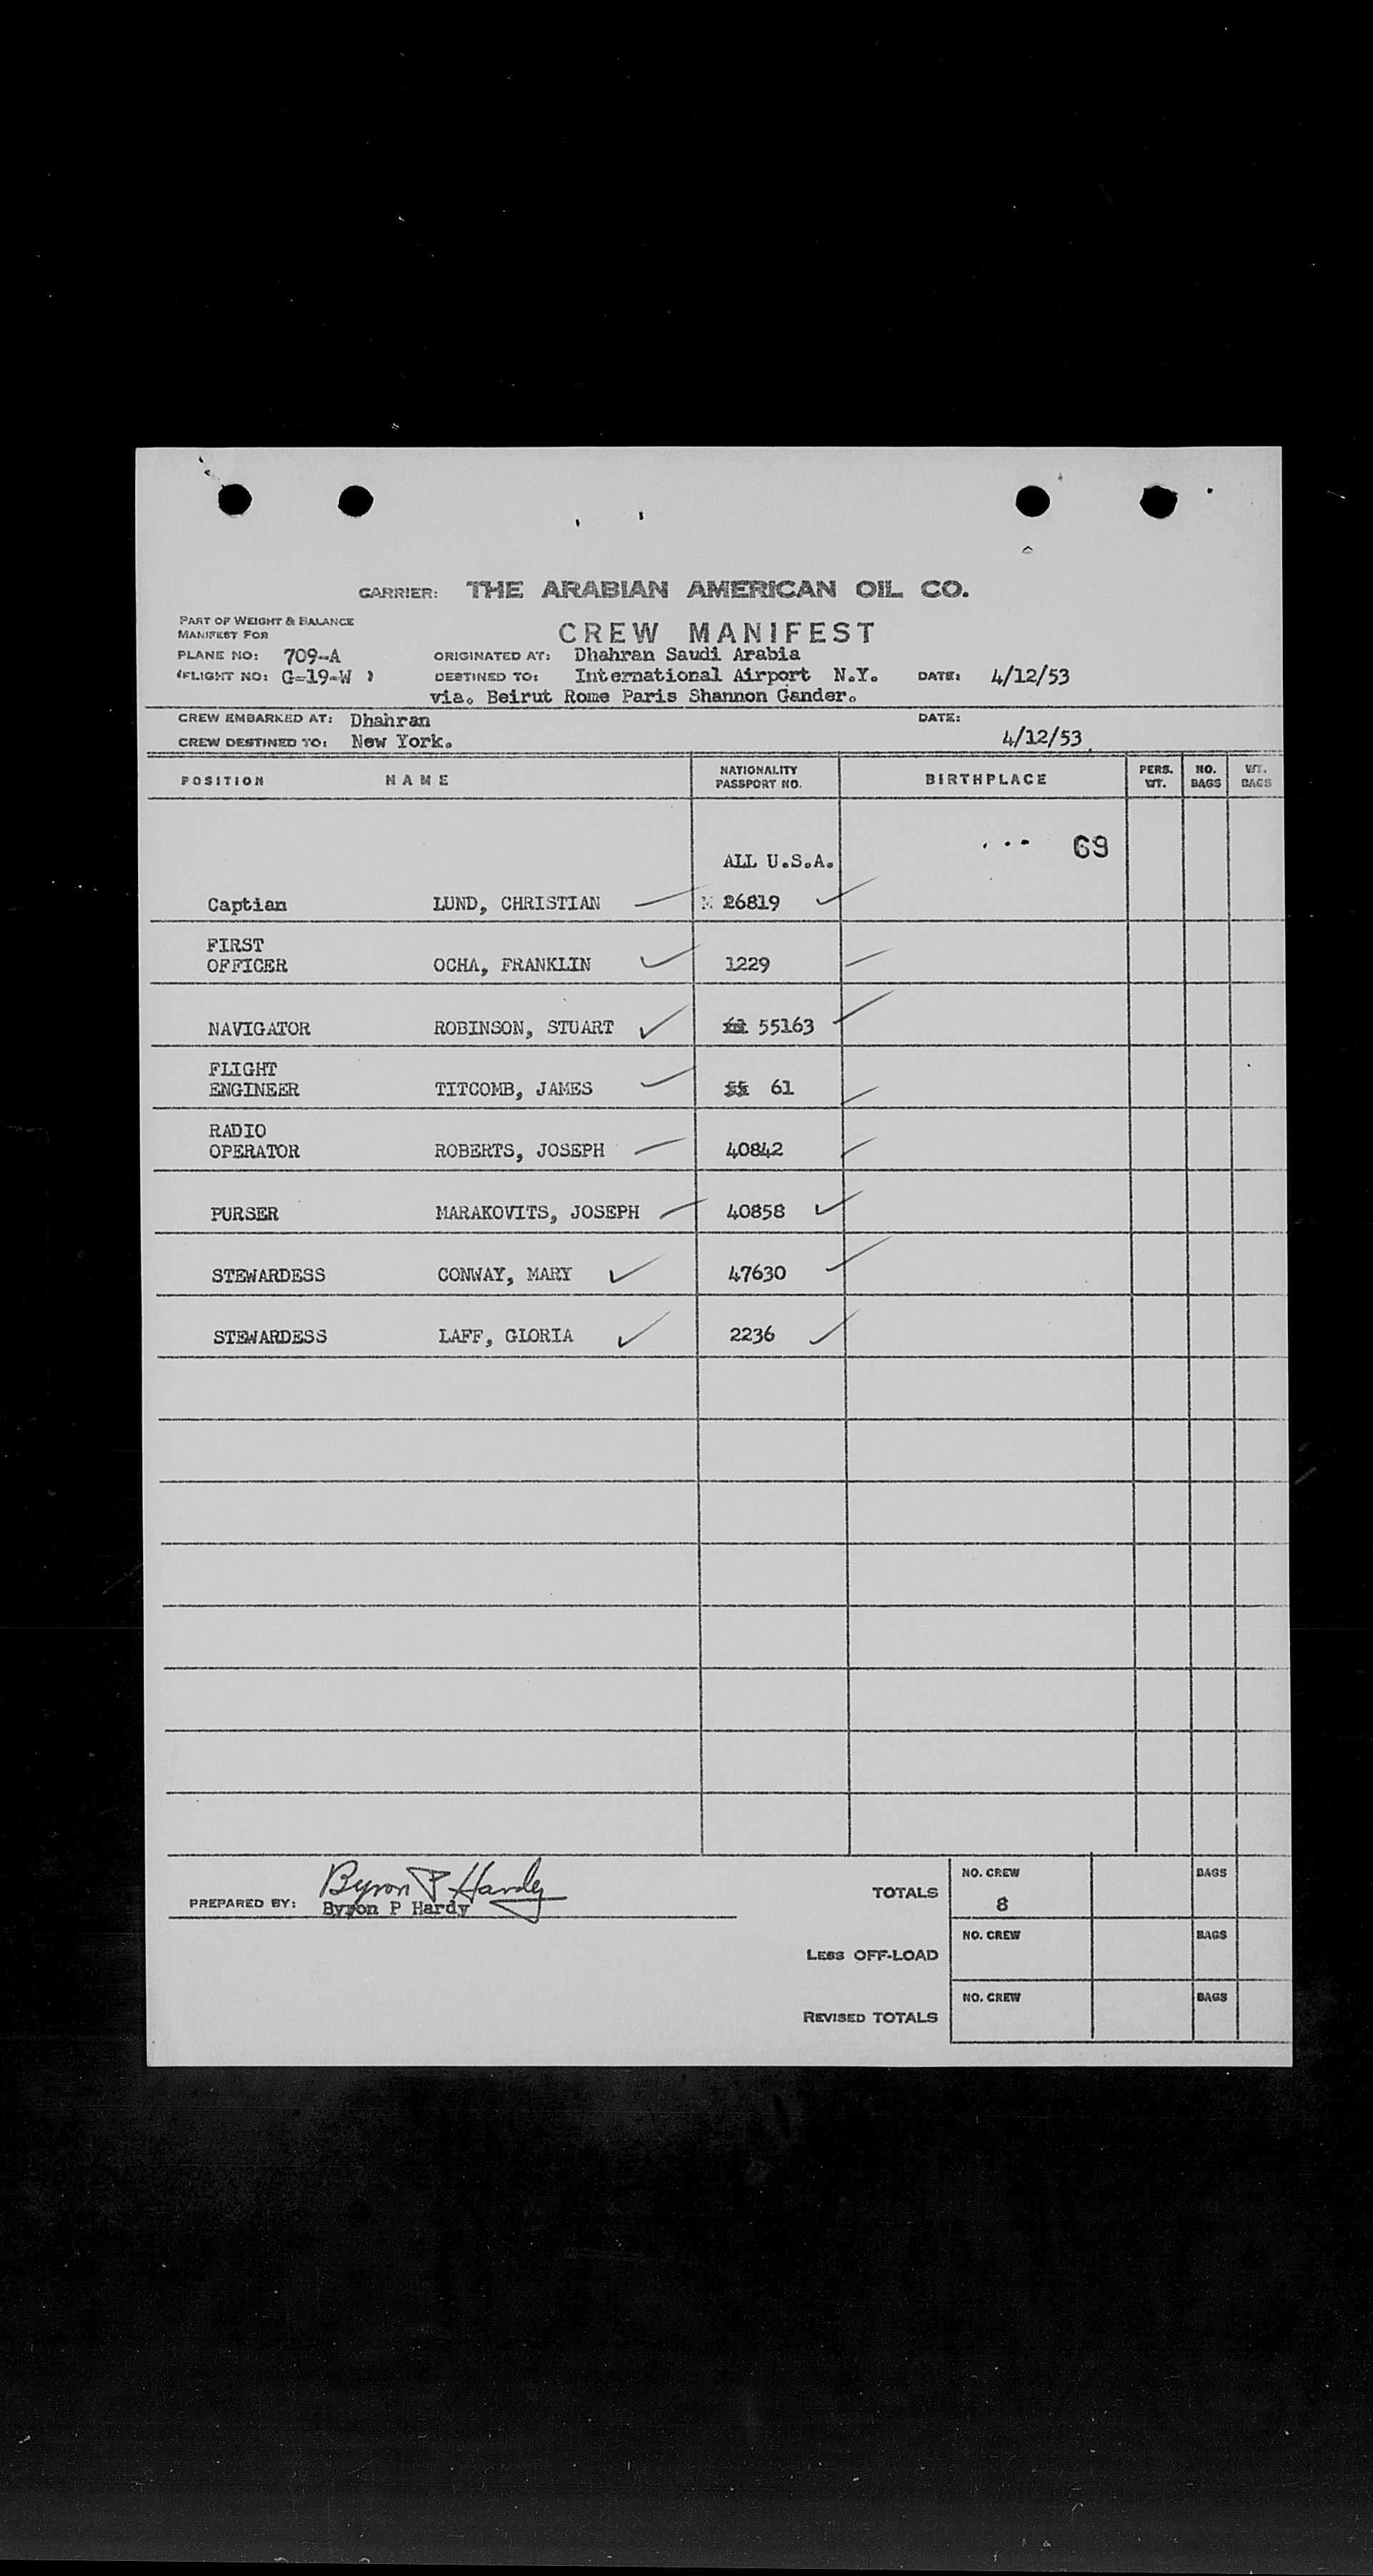 CARRIER: THE ARABIAN AMERICAN OIL CO.
PART OF WEIGHT & BALANCE
MANIFEST FOR
CREW MANIFEST
PLANE NO: 709-A ORIGINATED AT: Dhahran Saudi Arabia
(FLIGHT NO: G-19-W ) DESTINED TO: International Airport N.Y. DATE: 4/12/53
via. Beirut Rome Paris Shannon Gander.
CREW EMBARKED AT: Dhahran DATE:
CREW DESTINED TO: New York. 4/12/53
POSITION NAME NATIONALITY PASSPORT NO. BIRTHPLACE PERS. WT. NO. BAGS WT. BAGS
69
ALL U.S.A.
Captian LUND, CHRISTIAN 26819
FIRST
OFFICER OCHA, FRANKLIN 1229
NAVIGATOR ROBINSON, STUART 55163
FLIGHT
ENGINEER TITCOMB, JAMES 61
RADIO
OPERATOR ROBERTS, JOSEPH 40842
PURSER MARAKOVITS, JOSEPH 40858
STEWARDESS CONWAY, MARY 47630
STEWARDESS LAFF, GLORIA 2236
Byron P Hardy
PREPARED BY: Byron P Hardy
TOTALS NO. CREW 8 BAGS
LESS OFF-LOAD NO. CREW BAGS
REVISED TOTALS NO. CREW BAGS